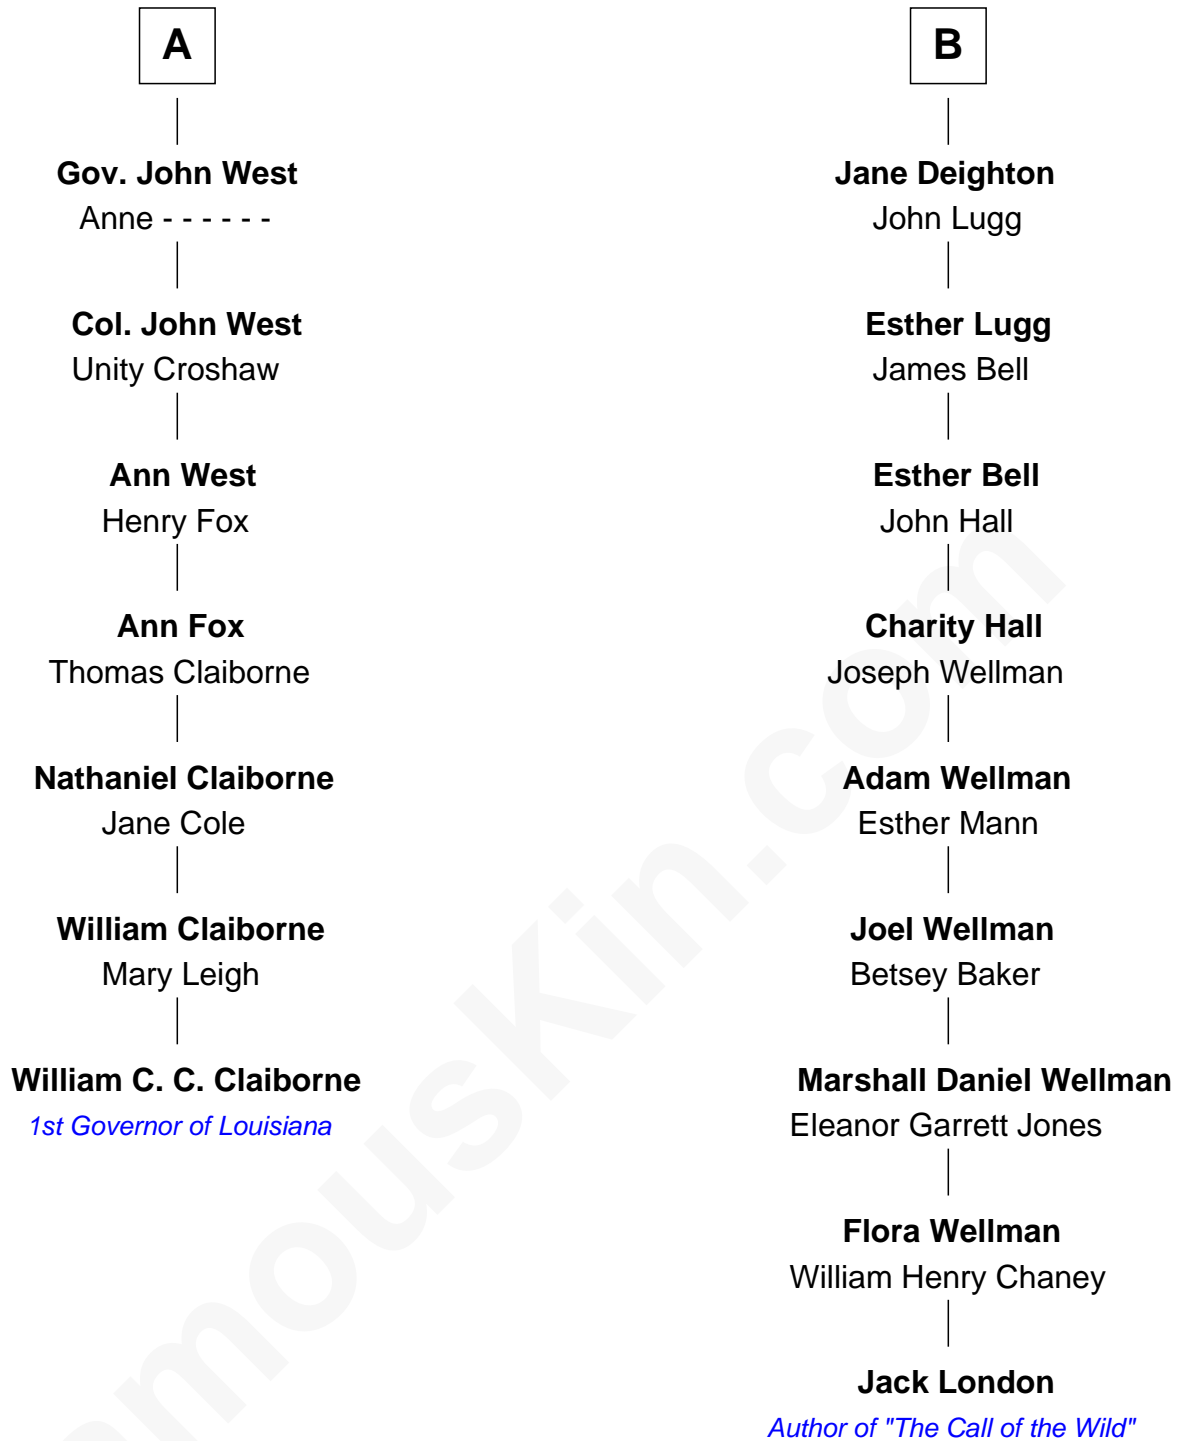 A
Gov. John West
Anne - - - - - -
Col. John West
Unity Croshaw
Ann West
Henry Fox
Ann Fox
Thomas Claiborne
Nathaniel Claiborne
Jane Cole
William Claiborne
Mary Leigh
William C. C. Claiborne
1st Governor of Louisiana
B
Jane Deighton
John Lugg
Esther Lugg
James Bell
Esther Bell
John Hall
Charity Hall
Joseph Wellman
Adam Wellman
Esther Mann
Joel Wellman
Betsey Baker
Marshall Daniel Wellman
Eleanor Garrett Jones
Flora Wellman
William Henry Chaney
Jack London
Author of "The Call of the Wild"
amouskin.com